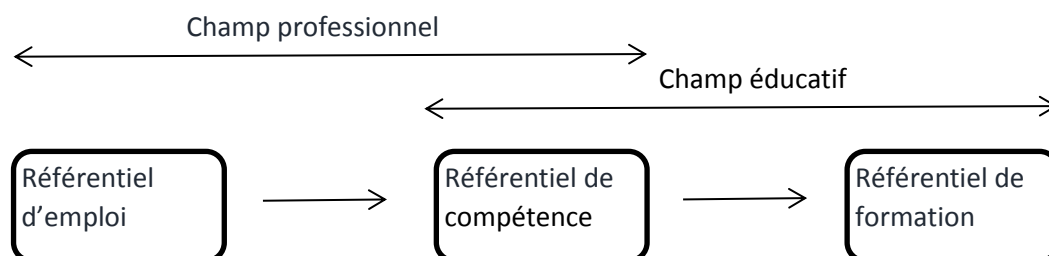 Champ professionnel
Champ éducatif
Référentiel
d’emploi
Référentiel de
compétence
Référentiel de
formation